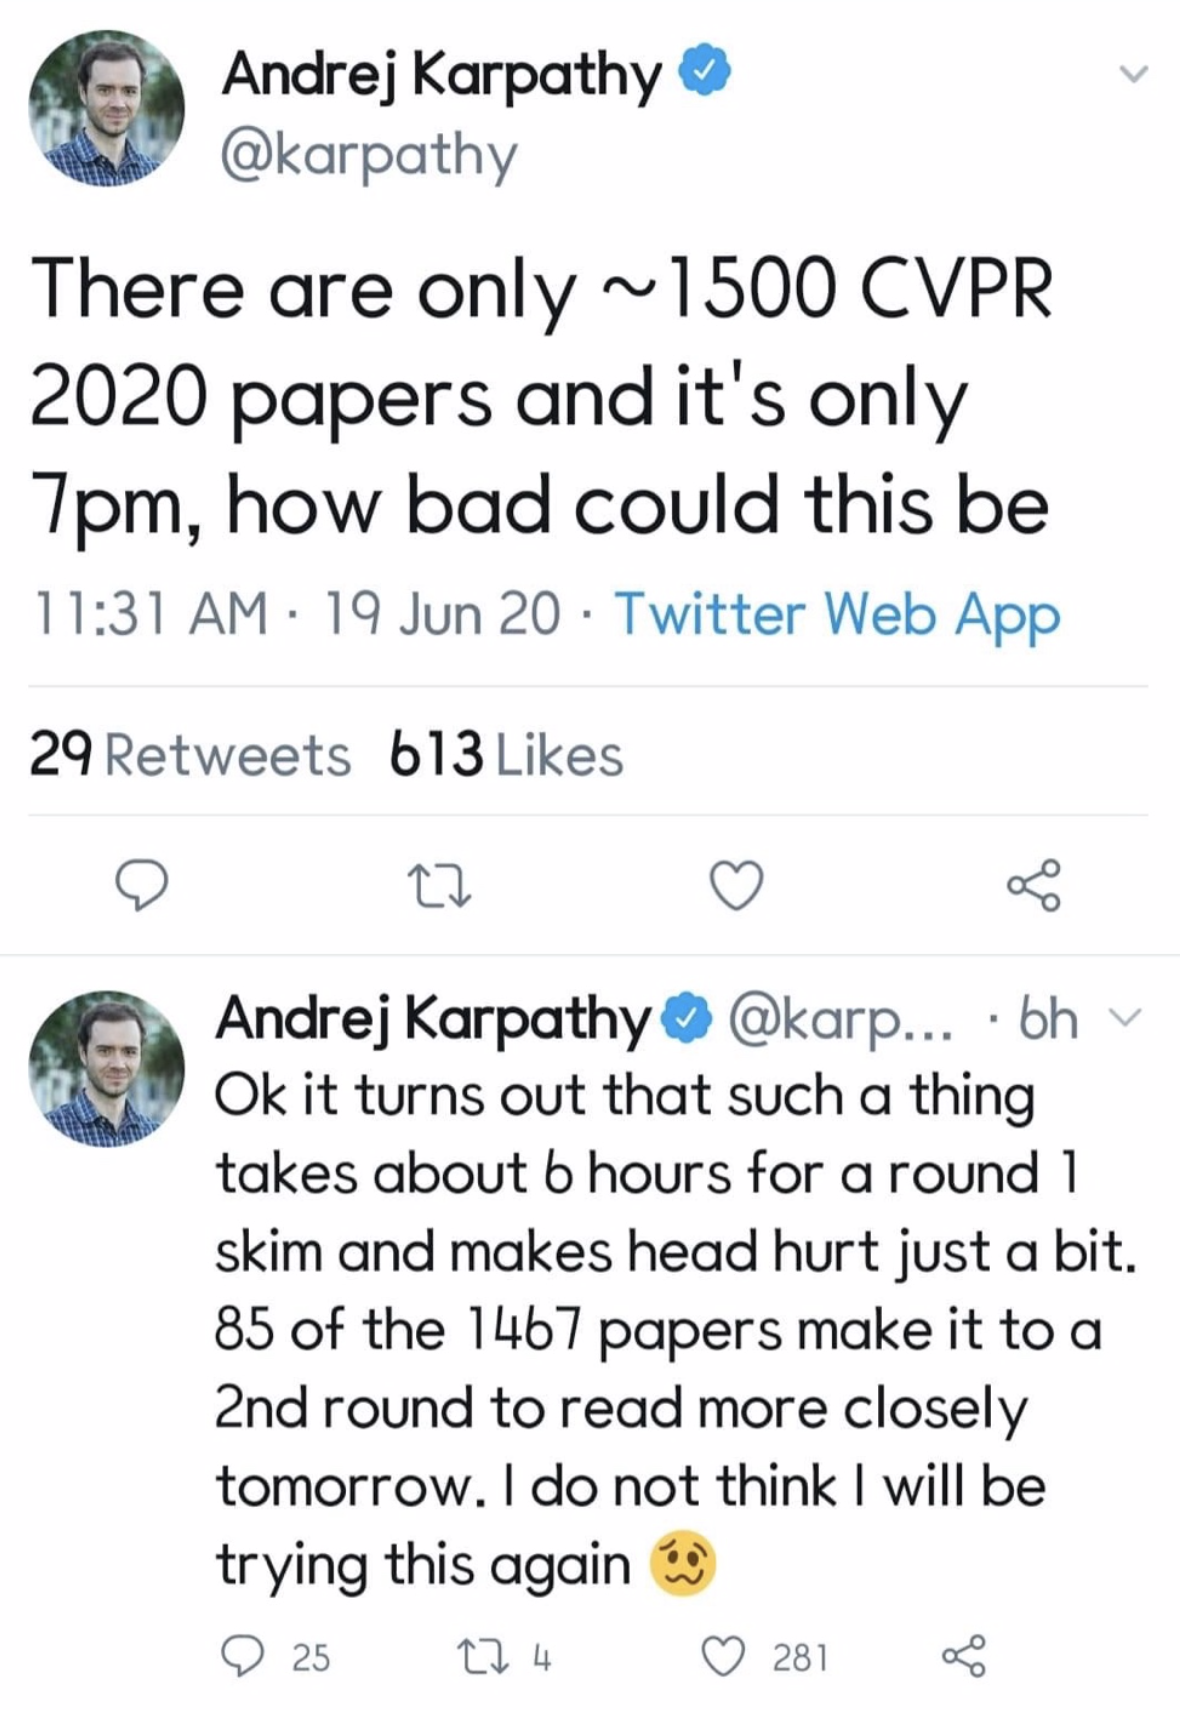 Andrej Karpathy
@karpathy
There are only ~1500 CVPR
2020 papers and it's only
7pm, how bad could this be
11:31 AM · 19 Jun 20 · Twitter Web App
29 Retweets 613 Likes
Andrej Karpathy @karp... · 6h
Ok it turns out that such a thing
takes about 6 hours for a round 1
skim and makes head hurt just a bit.
85 of the 1467 papers make it to a
2nd round to read more closely
tomorrow. I do not think I will be
trying this again 🥴
25 4 281